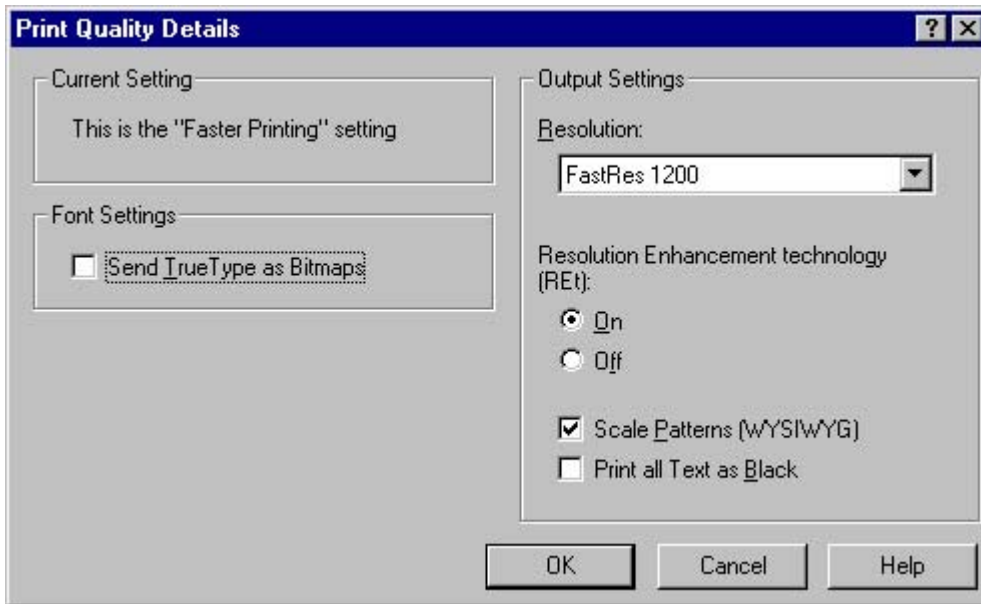 Print Quality Details
Current Setting
This is the "Faster Printing" setting
Font Settings
Send TrueType as Bitmaps
Output Settings
Resolution:
FastRes 1200
Resolution Enhancement technology
(REt):
On
Off
Scale Patterns (WYSIWYG)
Print all Text as Black
OK
Cancel
Help